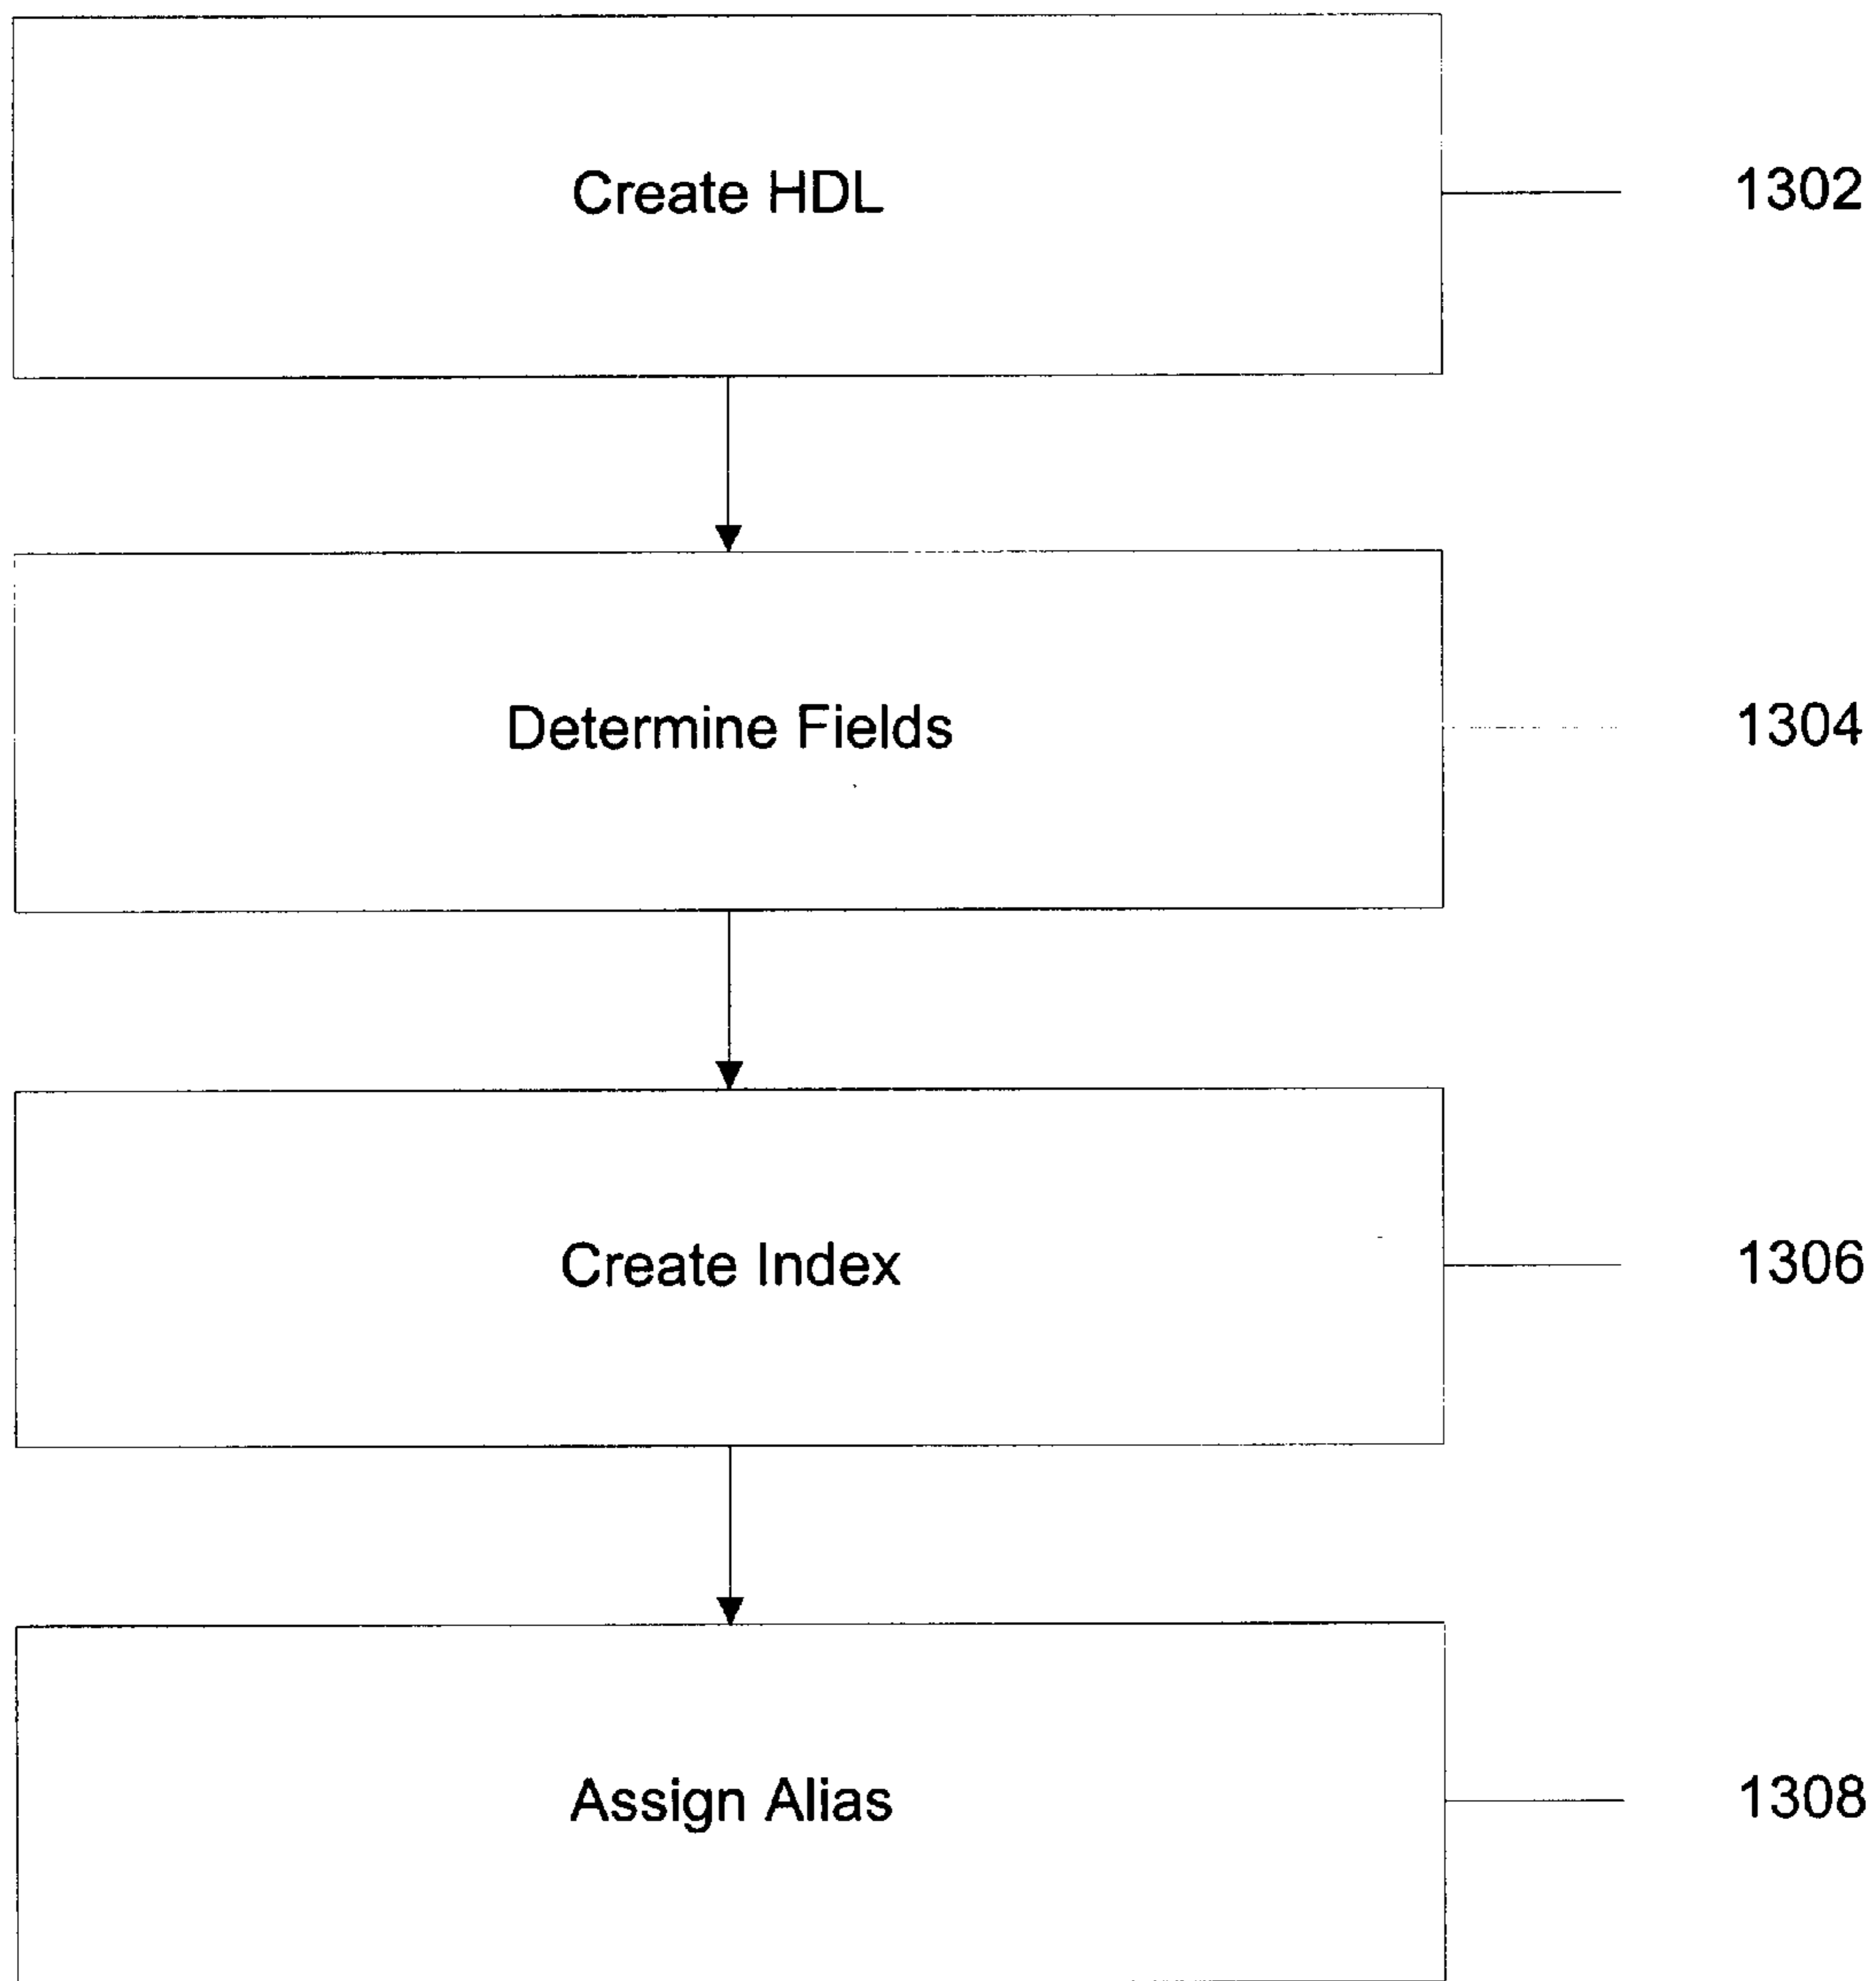 Create HDL
1302
Determine Fields
1304
Create Index
1306
Assign Alias
1308